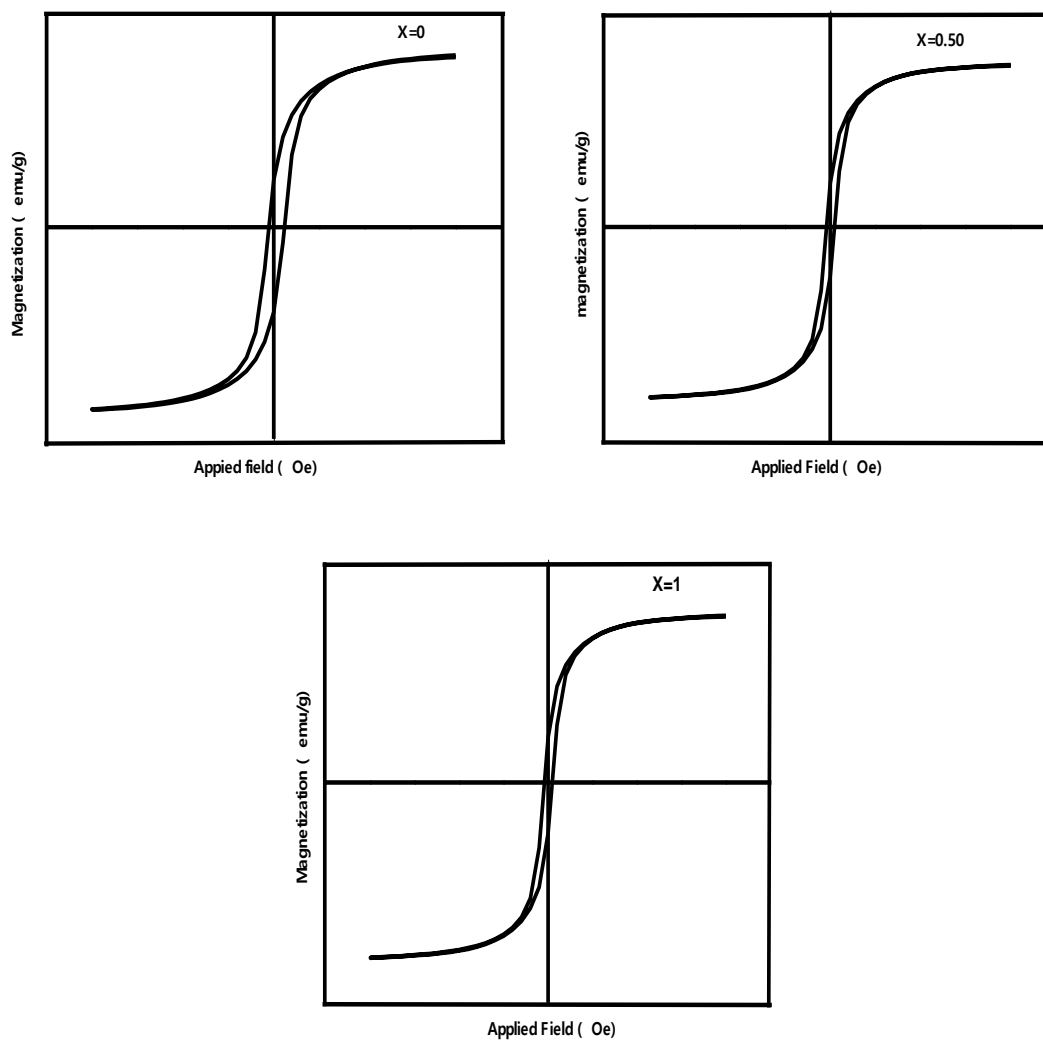 X=0
Magnetization ( emu/g)
Appied field ( Oe)
X=0.50
magnetization ( emu/g)
Applied Field ( Oe)
X=1
Magnetization ( emu/g)
Applied Field ( Oe)